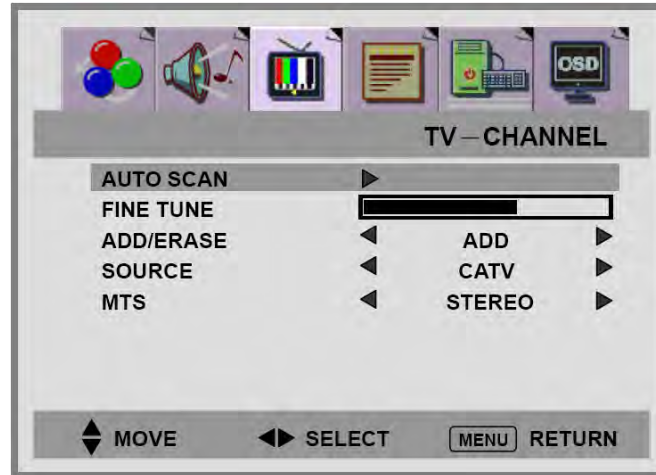 OSD
TV — CHANNEL
AUTO SCAN
FINE TUNE
ADD/ERASE ADD
SOURCE CATV
MTS STEREO
MOVE SELECT MENU RETURN